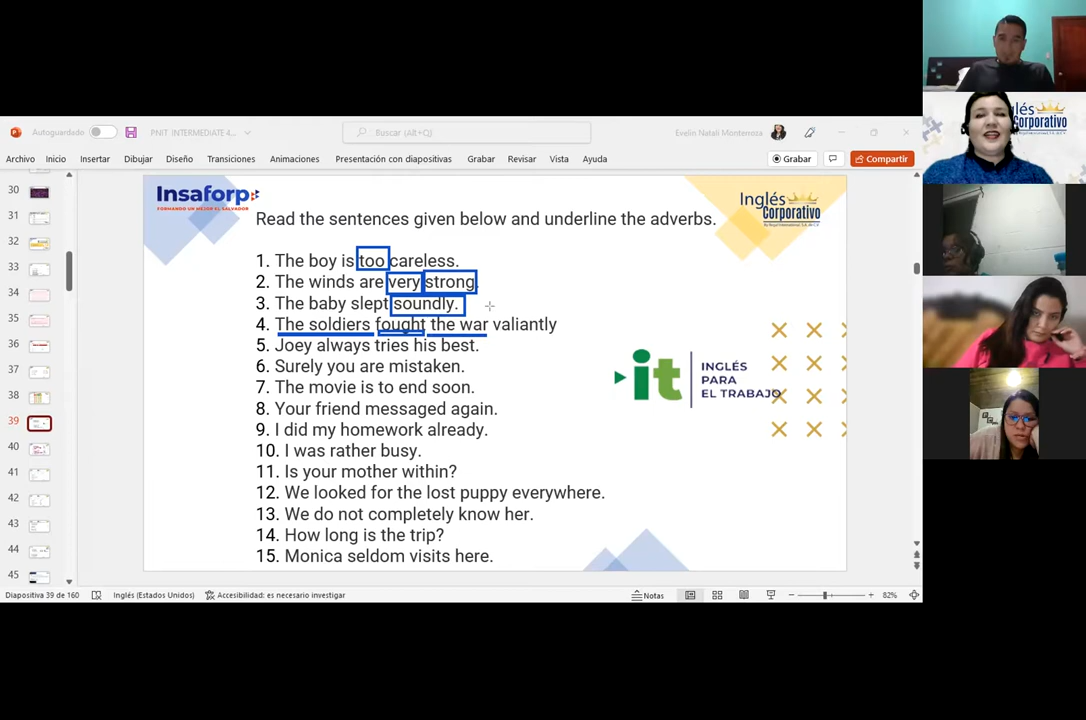 Autoguardado
PNIT INTERMEDIATE 4...
Buscar (Alt+Q)
Evelin Natali Monterroza
Archivo Inicio Insertar Dibujar Diseño Transiciones Animaciones Presentación con diapositivas Grabar Revisar Vista Ayuda
Grabar
Compartir
30
31
32
33
34
35
36
37
38
39
40
41
42
43
44
45
Insaforp
FORMANDO UN MEJOR EL SALVADOR
Inglés
Corporativo
Read the sentences given below and underline the adverbs.
1. The boy is too careless.
2. The winds are very strong.
3. The baby slept soundly.
4. The soldiers fought the war valiantly
5. Joey always tries his best.
6. Surely you are mistaken.
7. The movie is to end soon.
8. Your friend messaged again.
9. I did my homework already.
10. I was rather busy.
11. Is your mother within?
12. We looked for the lost puppy everywhere.
13. We do not completely know her.
14. How long is the trip?
15. Monica seldom visits here.
it
INGLÉS
PARA
EL TRABAJO
Diapositiva 39 de 160
Inglés (Estados Unidos)
Accesibilidad: es necesario investigar
Notas
82%
glés
Corporativo